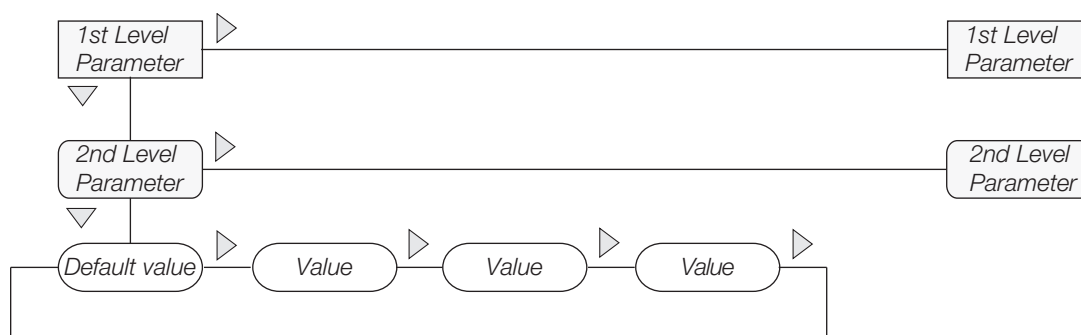 1st Level
Parameter
1st Level
Parameter
2nd Level
Parameter
2nd Level
Parameter
Default value
Value
Value
Value